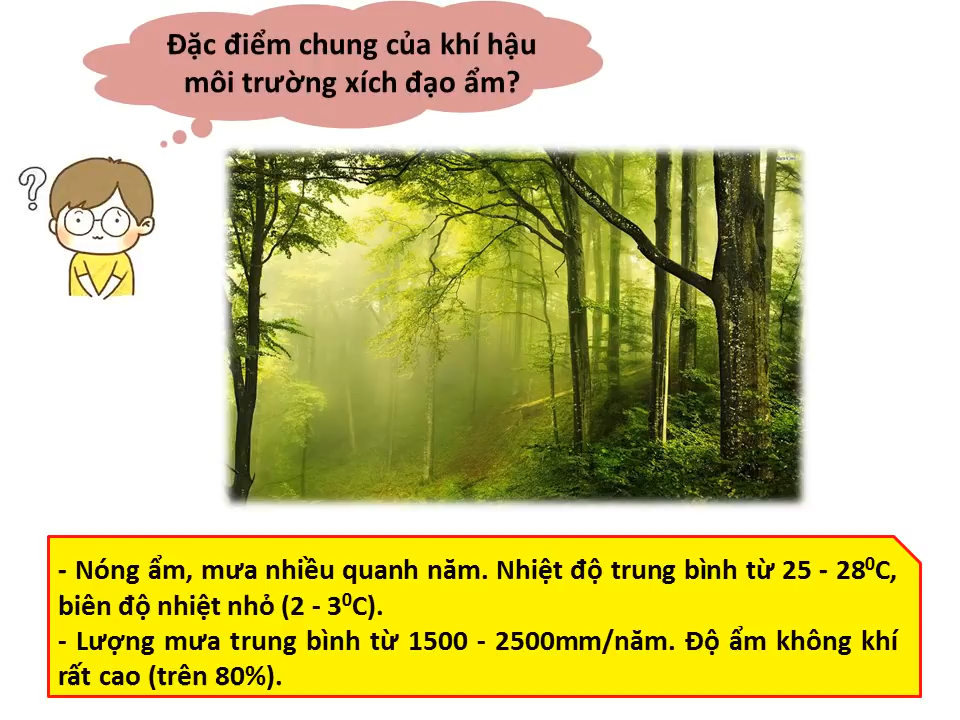 Đặc điểm chung của khí hậu
môi trường xích đạo ẩm?
- Nóng ẩm, mưa nhiều quanh năm. Nhiệt độ trung bình từ 25 - 28⁰C,
biên độ nhiệt nhỏ (2 - 3⁰C).
- Lượng mưa trung bình từ 1500 - 2500mm/năm. Độ ẩm không khí
rất cao (trên 80%).